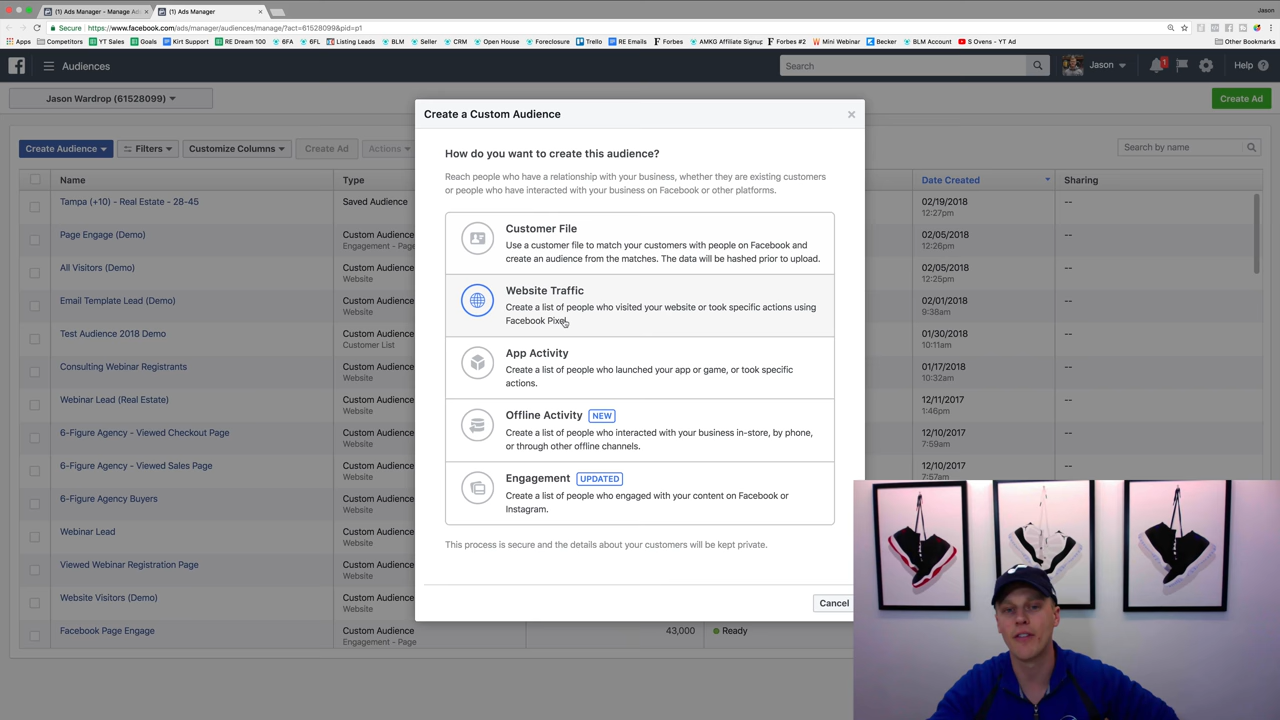 (1) Ads Manager - Manage Ad
(1) Ads Manager
Jason
Secure
https://www.facebook.com/ads/manager/audiences/manage/?act=61528099&pid=p1
Apps
Competitors
YT Sales
Goals
Kirt Support
RE Dream 100
6FA
6FL
Listing Leads
BLM
Seller
CRM
Open House
Foreclosure
Trello
RE Emails
Forbes
AMKG Affiliate Signup
Forbes #2
Mini Webinar
Becker
BLM Account
S Ovens - YT Ad
Other Bookmarks
Audiences
Search
Jason
1
Help
Jason Wardrop (61528099)
Create Ad
Create Audience
Filters
Customize Columns
Create Ad
Actions
Search by name
Name
Type
Date Created
Sharing
Tampa (+10) - Real Estate - 28-45
Saved Audience
02/19/2018
12:27pm
--
Page Engage (Demo)
Custom Audience
Engagement - Page
02/05/2018
12:26pm
--
All Visitors (Demo)
Custom Audience
Website
02/05/2018
12:25pm
--
Email Template Lead (Demo)
Custom Audience
Website
02/01/2018
9:38am
--
Test Audience 2018 Demo
Custom Audience
Customer List
01/30/2018
10:11am
--
Consulting Webinar Registrants
Custom Audience
Website
01/17/2018
10:32am
--
Webinar Lead (Real Estate)
Custom Audience
Website
12/11/2017
1:46pm
--
6-Figure Agency - Viewed Checkout Page
Custom Audience
Website
12/10/2017
7:59am
--
6-Figure Agency - Viewed Sales Page
Custom Audience
Website
12/10/2017
7:57am
--
6-Figure Agency Buyers
Custom Audience
Website
Webinar Lead
Custom Audience
Website
Viewed Webinar Registration Page
Custom Audience
Website
Website Visitors (Demo)
Custom Audience
Website
Facebook Page Engage
Custom Audience
Engagement - Page
43,000
Ready
Create a Custom Audience
How do you want to create this audience?
Reach people who have a relationship with your business, whether they are existing customers
or people who have interacted with your business on Facebook or other platforms.
Customer File
Use a customer file to match your customers with people on Facebook and
create an audience from the matches. The data will be hashed prior to upload.
Website Traffic
Create a list of people who visited your website or took specific actions using
Facebook Pixel.
App Activity
Create a list of people who launched your app or game, or took specific
actions.
Offline Activity NEW
Create a list of people who interacted with your business in-store, by phone,
or through other offline channels.
Engagement UPDATED
Create a list of people who engaged with your content on Facebook or
Instagram.
This process is secure and the details about your customers will be kept private.
Cancel